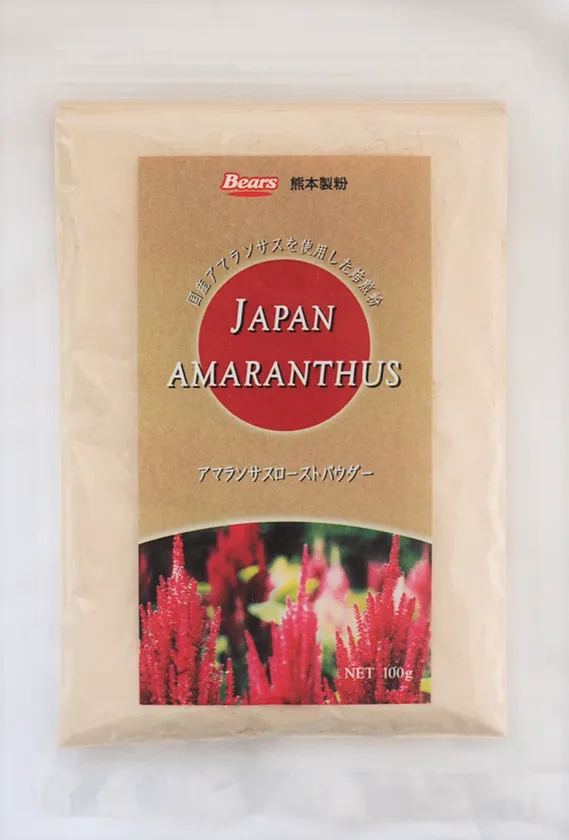 Bears 熊本製粉
国産アマランサスを使用した焙煎粉
JAPAN
AMARANTHUS
アマランサスローストパウダー
NET 100g